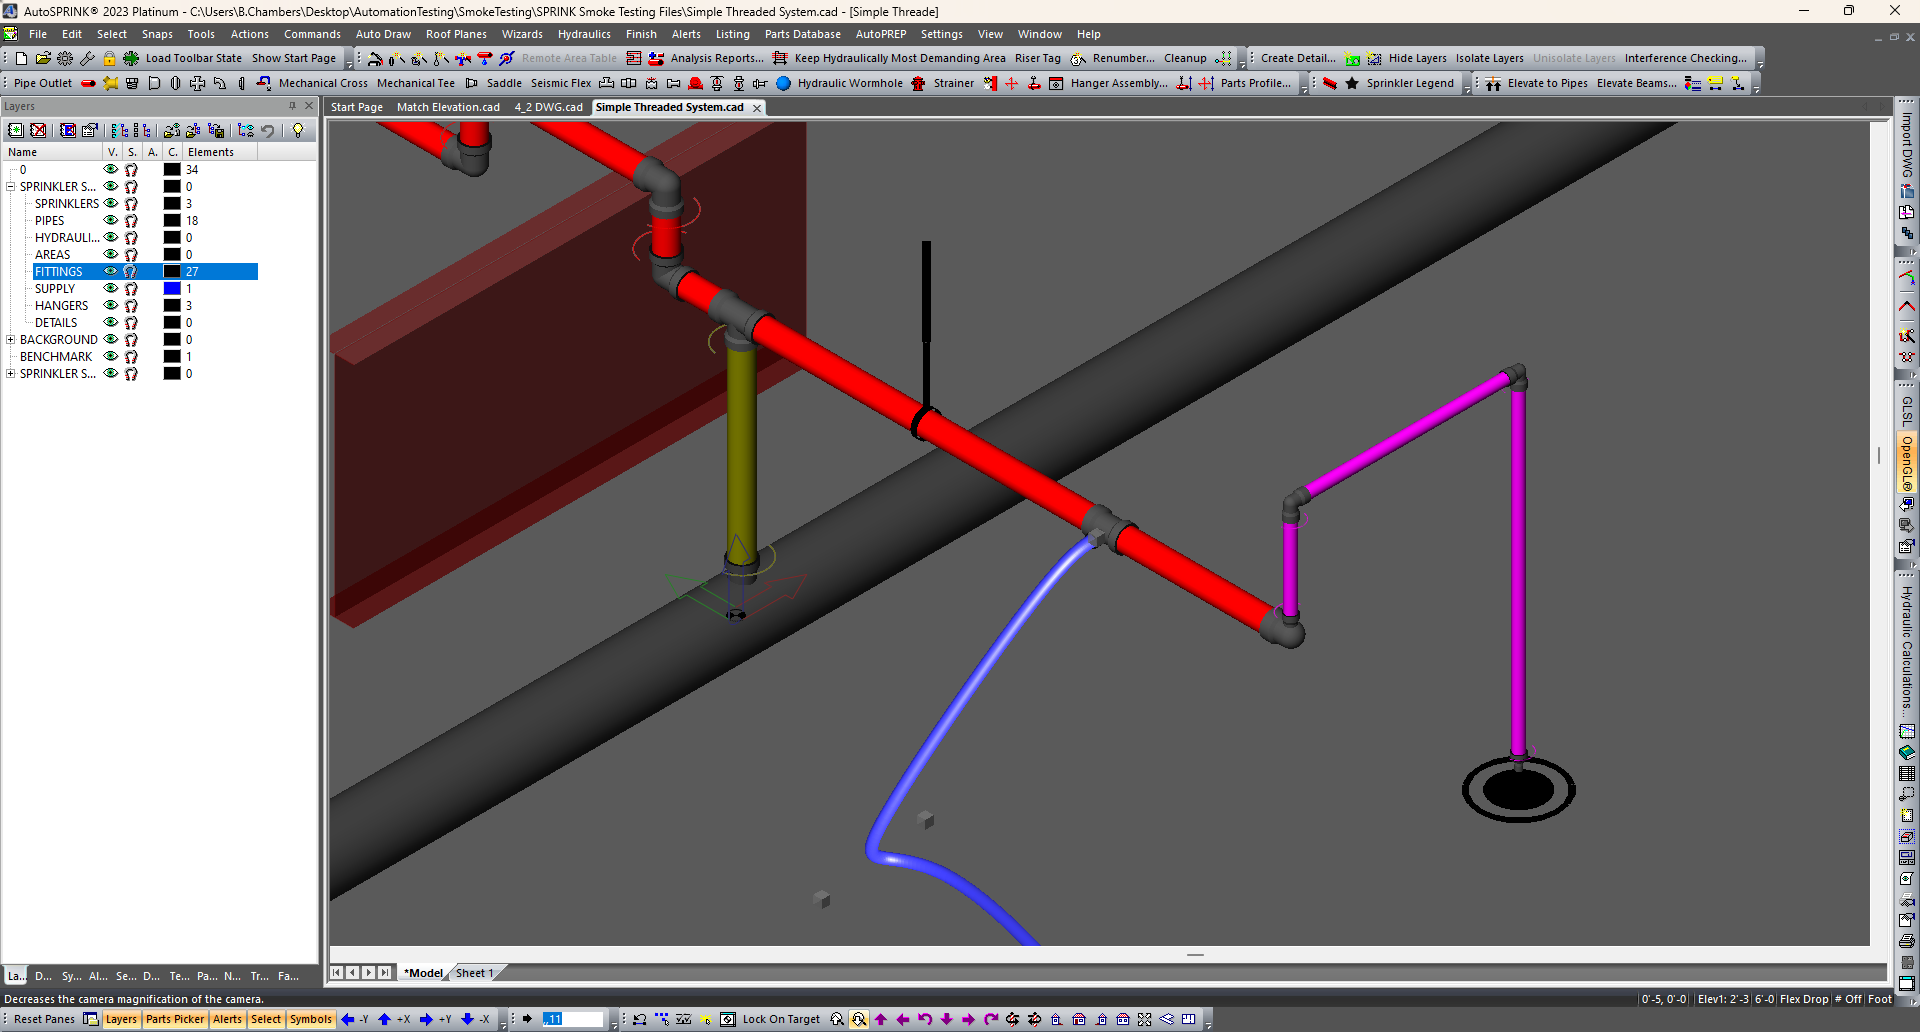 AutoSPRINK® 2023 Platinum - C:\Users\B.Chambers\Desktop\AutomationTesting\SmokeTesting\SPRINK Smoke Testing Files\Simple Threaded System.cad - [Simple Threade]
File Edit Select Snaps Tools Actions Commands Auto Draw Roof Planes Wizards Hydraulics Finish Alerts Listing Parts Database AutoPREP Settings View Window Help
Load Toolbar State Show Start Page Remote Area Table Analysis Reports... Keep Hydraulically Most Demanding Area Riser Tag Renumber... Cleanup Create Detail... Hide Layers Isolate Layers Unisolate Layers Interference Checking...
Pipe Outlet Mechanical Cross Mechanical Tee Saddle Seismic Flex Hydraulic Wormhole Strainer Hanger Assembly... Parts Profile... Sprinkler Legend Elevate to Pipes Elevate Beams...
Layers
Start Page Match Elevation.cad 4_2 DWG.cad Simple Threaded System.cad
Name V. S. A. C. Elements
0 34
SPRINKLER S... 0
SPRINKLERS 3
PIPES 18
HYDRAULI... 0
AREAS 0
FITTINGS 27
SUPPLY 1
HANGERS 3
DETAILS 0
BACKGROUND 0
BENCHMARK 1
SPRINKLER S... 0
Import DWG
GLSL
OpenGL®
Hydraulic Calculations...
La... D... Sy... Al... Se... D... Te... Pa... N... Tr... Fa...
*Model Sheet 1
Decreases the camera magnification of the camera.
0'-5, 0'-0 Elev1: 2'-3 6'-0 Flex Drop # Off Foot
Reset Panes Layers Parts Picker Alerts Select Symbols -Y +X +Y -X .11 Lock On Target